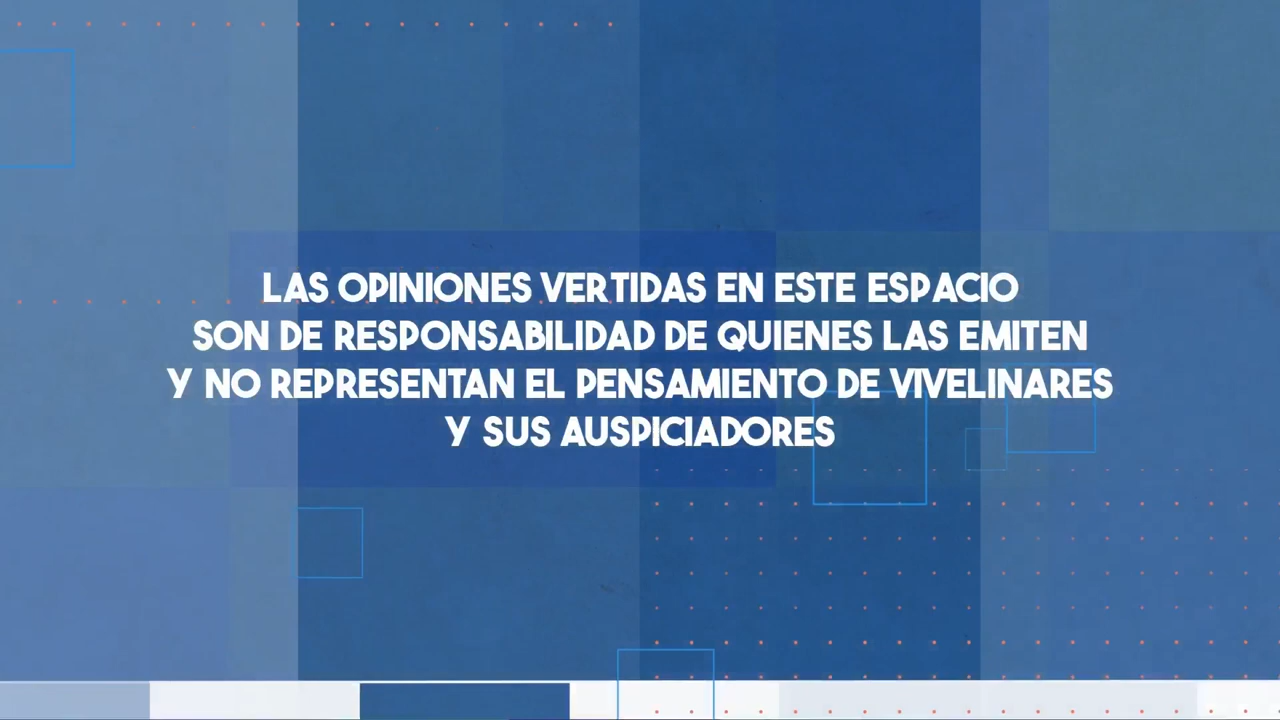 LAS OPINIONES VERTIDAS EN ESTE ESPACIO
SON DE RESPONSABILIDAD DE QUIENES LAS EMITEN
Y NO REPRESENTAN EL PENSAMIENTO DE VIVELINARES
Y SUS AUSPICIADORES